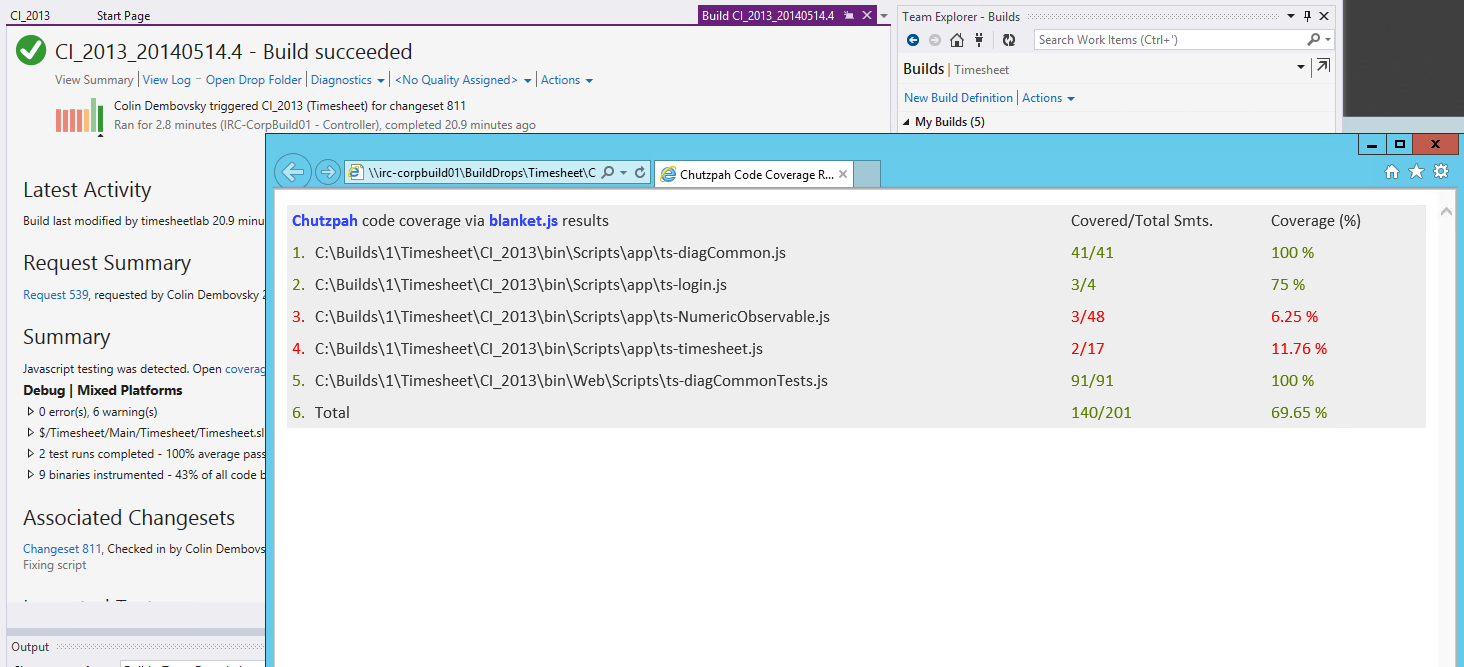 CI_2013 Start Page Build CI_2013_20140514.4
CI_2013_20140514.4 - Build succeeded
View Summary | View Log - Open Drop Folder | Diagnostics | <No Quality Assigned> | Actions
Colin Dembovsky triggered CI_2013 (Timesheet) for changeset 811
Ran for 2.8 minutes (IRC-CorpBuild01 - Controller), completed 20.9 minutes ago
Latest Activity
Build last modified by timesheetlab 20.9 minu
Request Summary
Request 539, requested by Colin Dembovsky 2
Summary
Javascript testing was detected. Open coverag
Debug | Mixed Platforms
0 error(s), 6 warning(s)
$/Timesheet/Main/Timesheet/Timesheet.sl
2 test runs completed - 100% average pass
9 binaries instrumented - 43% of all code b
Associated Changesets
Changeset 811, Checked in by Colin Dembovs
Fixing script
Output
Team Explorer - Builds
Search Work Items (Ctrl+')
Builds | Timesheet
New Build Definition | Actions
My Builds (5)
\\irc-corpbuild01\BuildDrops\Timesheet\C
Chutzpah Code Coverage R...
Chutzpah code coverage via blanket.js results Covered/Total Smts. Coverage (%)
1. C:\Builds\1\Timesheet\CI_2013\bin\Scripts\app\ts-diagCommon.js 41/41 100 %
2. C:\Builds\1\Timesheet\CI_2013\bin\Scripts\app\ts-login.js 3/4 75 %
3. C:\Builds\1\Timesheet\CI_2013\bin\Scripts\app\ts-NumericObservable.js 3/48 6.25 %
4. C:\Builds\1\Timesheet\CI_2013\bin\Scripts\app\ts-timesheet.js 2/17 11.76 %
5. C:\Builds\1\Timesheet\CI_2013\bin\Web\Scripts\ts-diagCommonTests.js 91/91 100 %
6. Total 140/201 69.65 %